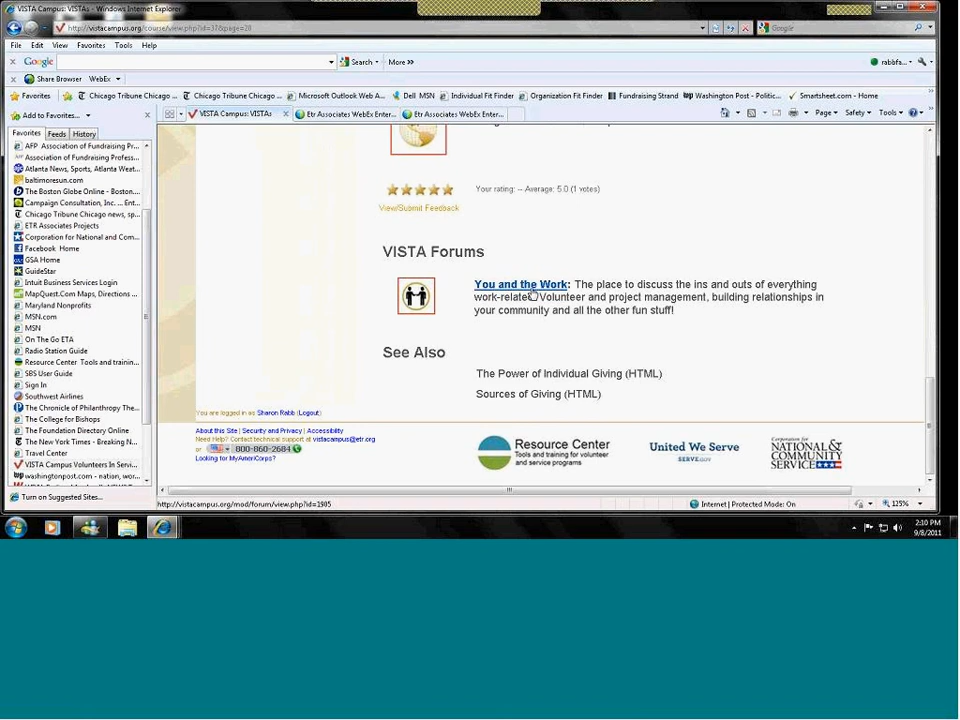 VISTA Campus: VISTAs - Windows Internet Explorer
http://vistacampus.org/course/view.php?id=37&page=20
Google
File Edit View Favorites Tools Help
x Google Search More >> rabbfa...
x Share Browser WebEx
Favorites Chicago Tribune Chicago ... Chicago Tribune Chicago ... Microsoft Outlook Web A... Dell MSN Individual Fit Finder Organization Fit Finder Fundraising Strand Washington Post - Politic... Smartsheet.com - Home
Add to Favorites... x VISTA Campus: VISTAs x Etr Associates WebEx Enter... Etr Associates WebEx Enter... Page Safety Tools
Favorites Feeds History
AFP Association of Fundraising Pr...
Association of Fundraising Profess...
Atlanta News, Sports, Atlanta Weat...
baltimoresun.com
The Boston Globe Online - Boston....
Campaign Consultation, Inc. ... Ent...
Chicago Tribune Chicago news, sp...
ETR Associates Projects
Corporation for National and Com...
Facebook Home
GSA Home
GuideStar
Intuit Business Services Login
MapQuest.Com Maps, Directions ...
Maryland Nonprofits
MSN.com
MSN
On The Go ETA
Radio Station Guide
Resource Center Tools and trainin...
SBS User Guide
Sign In
Southwest Airlines
The Chronicle of Philanthropy The...
The College for Bishops
The Foundation Directory Online
The New York Times - Breaking N...
Travel Center
VISTA Campus Volunteers In Servi...
washingtonpost.com - nation, wor...
Turn on Suggested Sites...
Your rating: -- Average: 5.0 (1 votes)
View/Submit Feedback
VISTA Forums
You and the Work: The place to discuss the ins and outs of everything
work-related Volunteer and project management, building relationships in
your community and all the other fun stuff!
See Also
The Power of Individual Giving (HTML)
Sources of Giving (HTML)
You are logged in as Sharon Rabb (Logout)
About this Site | Security and Privacy | Accessibility
Need Help? Contact technical support at vistacampus@etr.org
or 800-860-2684
Looking for MyAmeriCorps?
Resource Center
Tools and training for volunteer
and service programs
United We Serve
SERVE.gov
Corporation for
NATIONAL &
COMMUNITY
SERVICE
http://vistacampus.org/mod/forum/view.php?id=1905 Internet | Protected Mode: On 125%
2:10 PM
9/8/2011